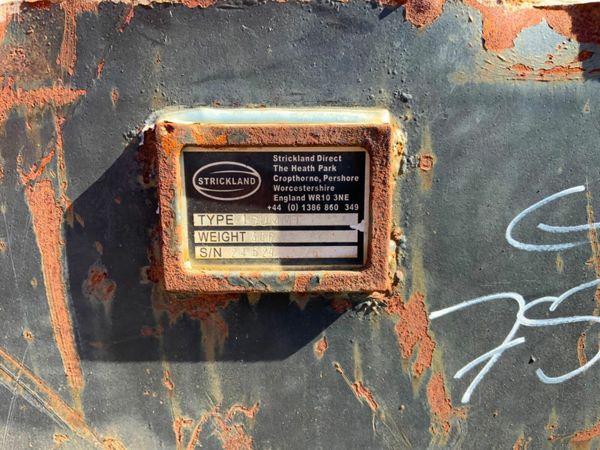 STRICKLAND
Strickland Direct
The Heath Park
Cropthorne, Pershore
Worcestershire
England WR10 3NE
+44 (0) 1386 860 349
TYPE
WEIGHT
S/N